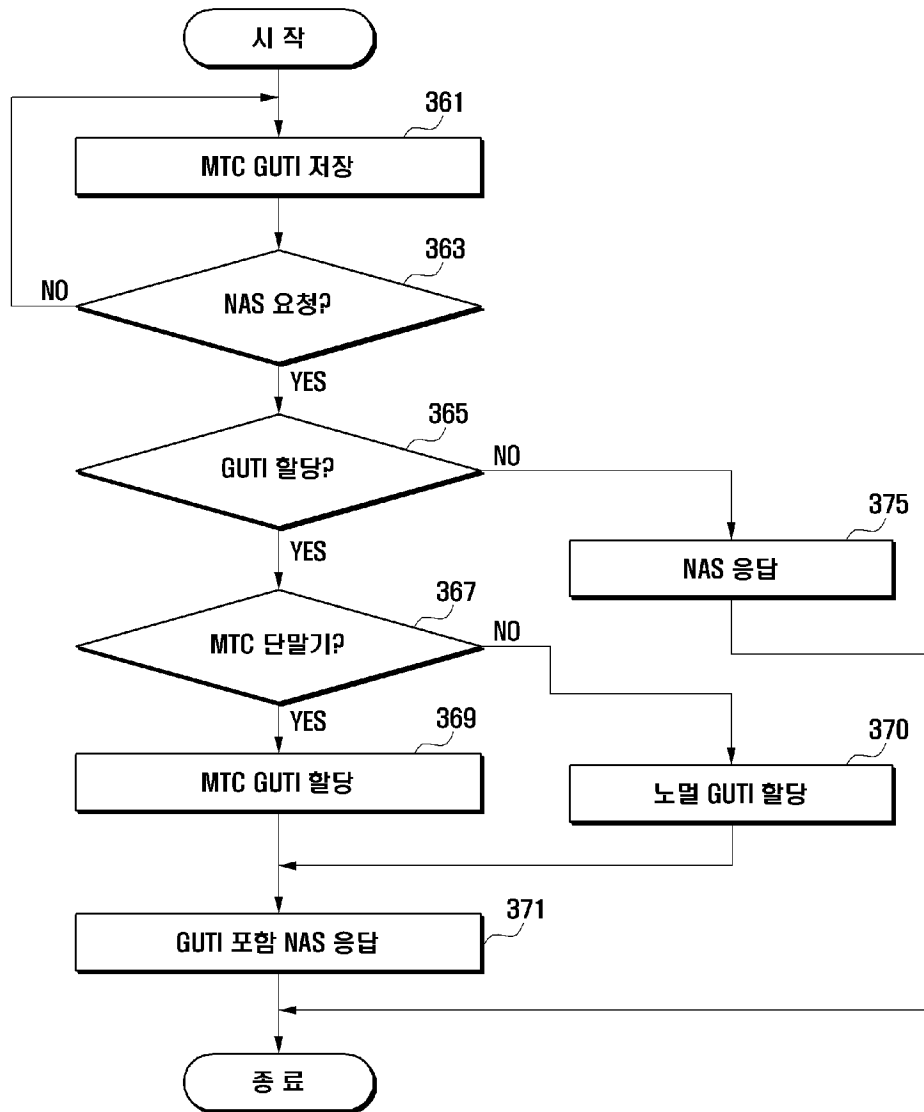 시 작
361
MTC GUTI 저장
363
NO
NAS 요청?
YES
365
GUTI 할당?
NO
375
YES
NAS 응답
367
MTC 단말기?
NO
YES
369
370
MTC GUTI 할당
노멀 GUTI 할당
371
GUTI 포함 NAS 응답
종 료